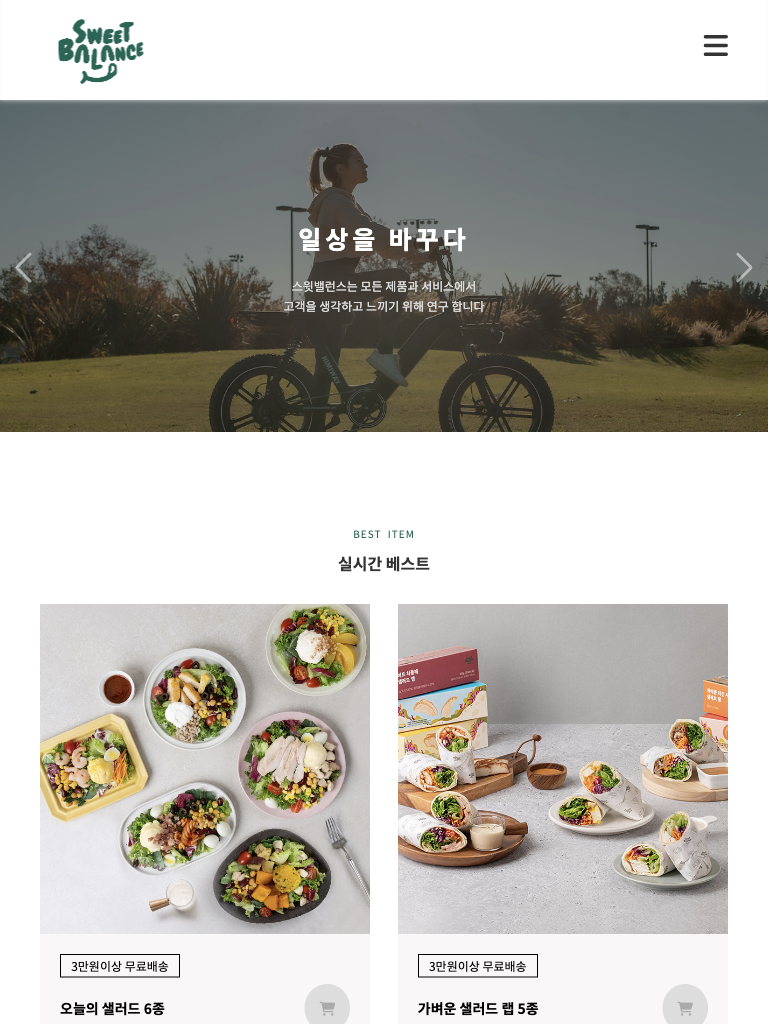 SWEET
BALANCE
일상을 바꾸다
스윗밸런스는 모든 제품과 서비스에서
고객을 생각하고 느끼기 위해 연구 합니다
BEST ITEM
실시간 베스트
3만원이상 무료배송
오늘의 샐러드 6종
3만원이상 무료배송
가벼운 샐러드 랩 5종